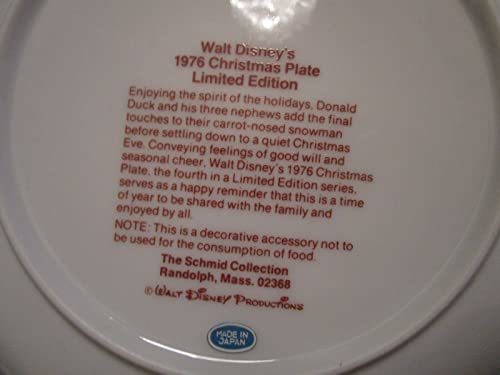 Walt Disney's
1976 Christmas Plate
Limited Edition
Enjoying the spirit of the holidays, Donald
Duck and his three nephews add the final
touches to their carrot-nosed snowman
before settling down to a quiet Christmas
Eve. Conveying feelings of good will and
seasonal cheer, Walt Disney's 1976 Christmas
Plate, the fourth in a Limited Edition series,
serves as a happy reminder that this is a time
of year to be shared with the family and
enjoyed by all.
NOTE: This is a decorative accessory not to
be used for the consumption of food.
The Schmid Collection
Randolph, Mass. 02368
© WALT DISNEY PRODUCTIONS
MADE IN
JAPAN